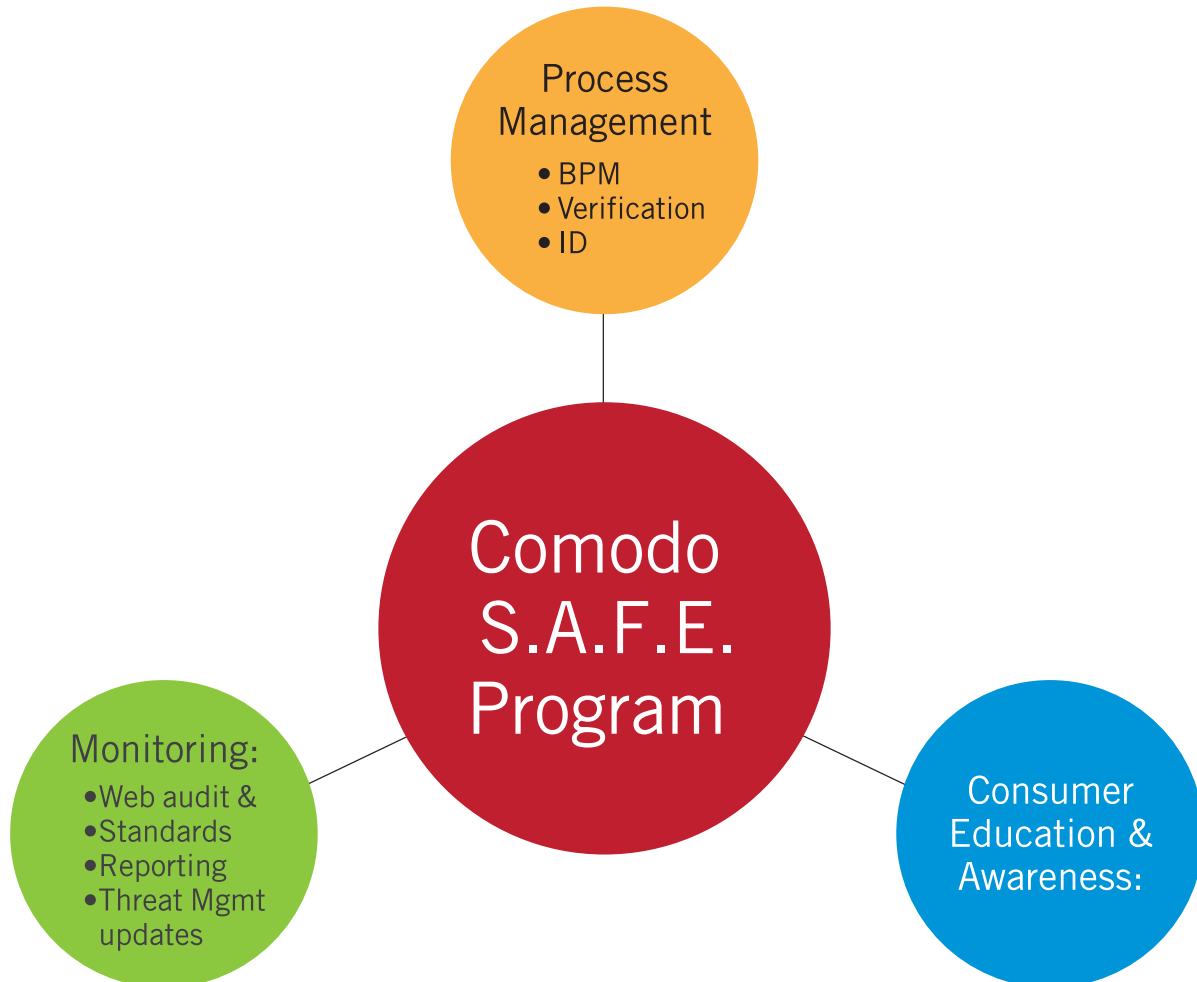 Process
Management
• BPM
• Verification
• ID
Comodo
S.A.F.E.
Program
Monitoring:
•Web audit &
•Standards
•Reporting
•Threat Mgmt
updates
Consumer
Education &
Awareness: